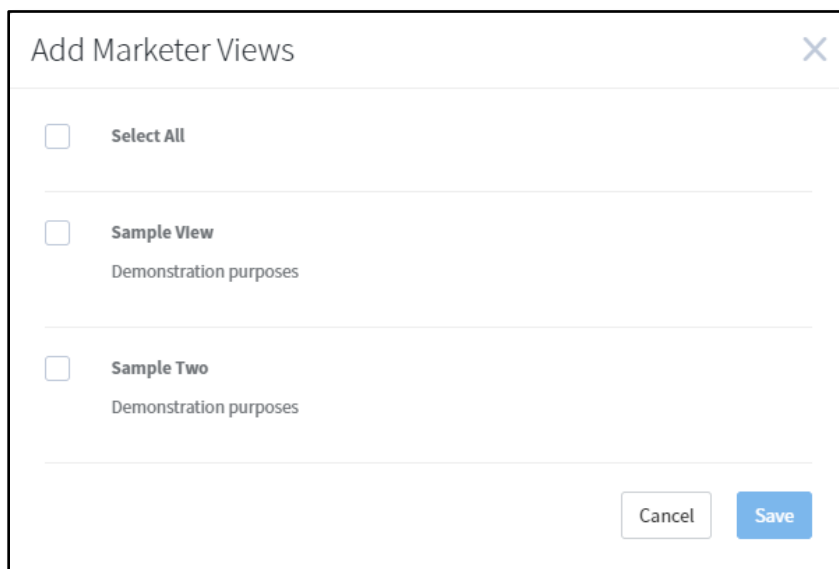 Add Marketer Views
Select All
Sample VIew
Demonstration purposes
Sample Two
Demonstration purposes
Cancel Save